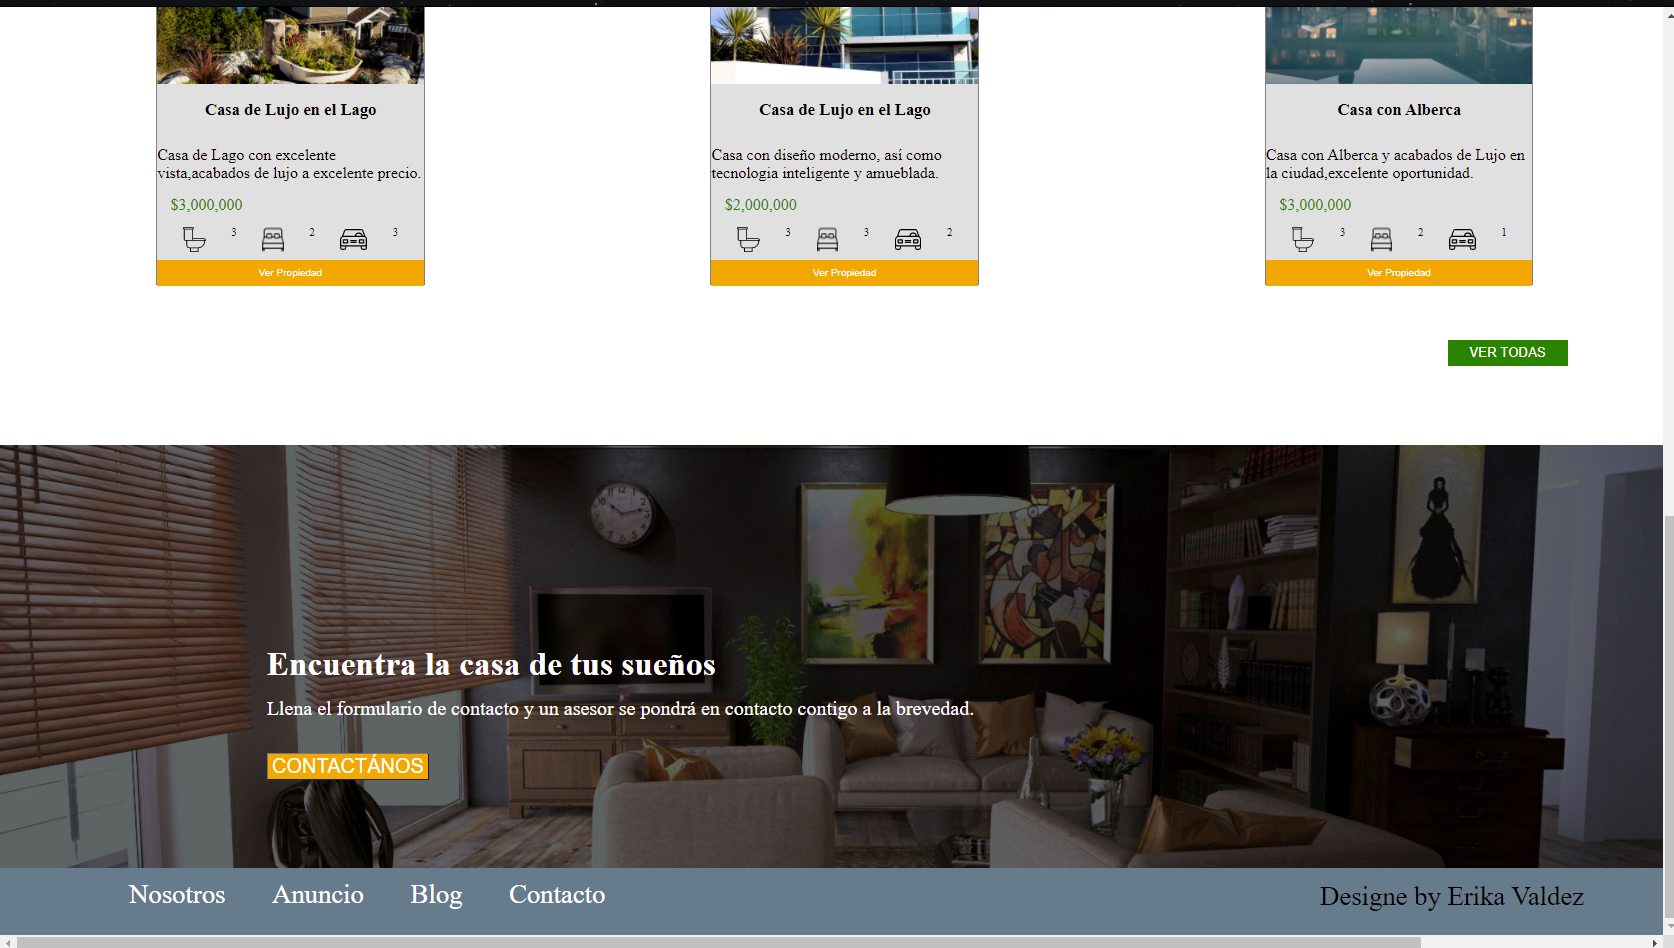 Casa de Lujo en el Lago
Casa de Lago con excelente
vista,acabados de lujo a excelente precio.
$3,000,000
3 2 3
Ver Propiedad
Casa de Lujo en el Lago
Casa con diseño moderno, así como
tecnologia inteligente y amueblada.
$2,000,000
3 3 2
Ver Propiedad
Casa con Alberca
Casa con Alberca y acabados de Lujo en
la ciudad,excelente oportunidad.
$3,000,000
3 2 1
Ver Propiedad
VER TODAS
Encuentra la casa de tus sueños
Llena el formulario de contacto y un asesor se pondrá en contacto contigo a la brevedad.
CONTACTÁNOS
Nosotros Anuncio Blog Contacto
Designe by Erika Valdez